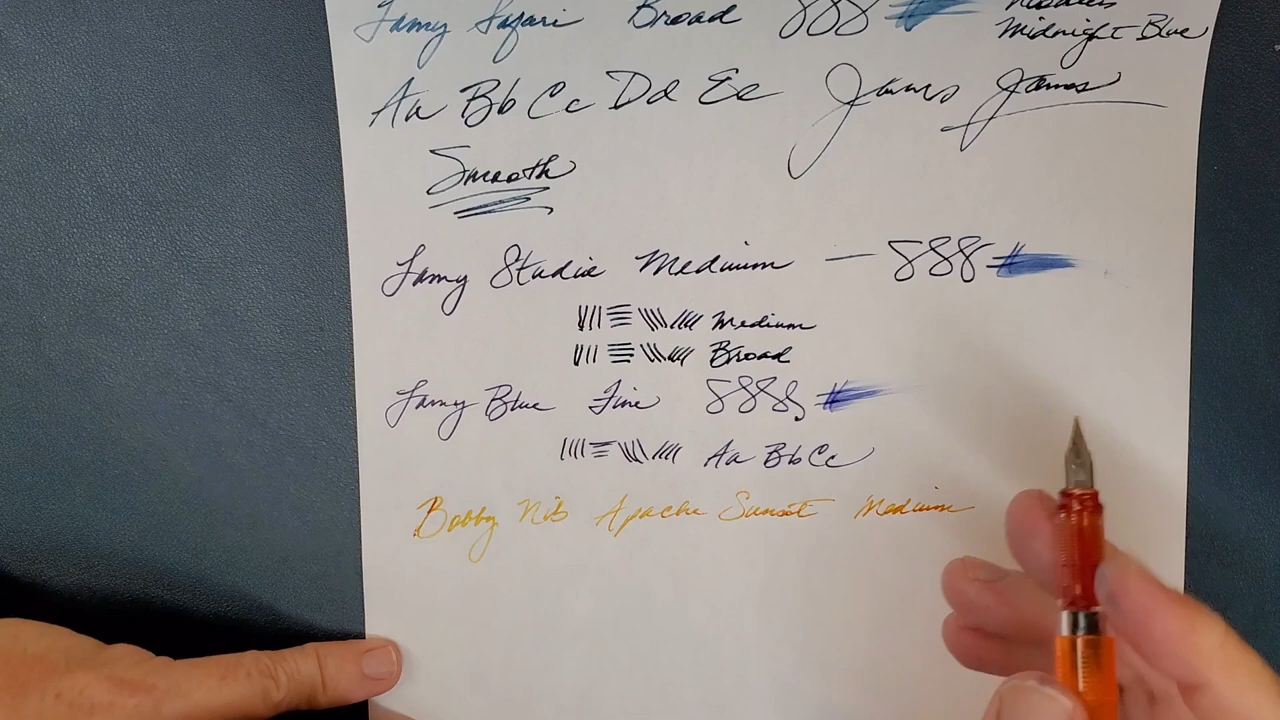 Lamy Safari Broad 888
Midnight Blue
Aa Bb Cc Dd Ee James James
Smooth
Lamy Studio Medium — 888
Medium
Broad
Lamy Blue Fine 888s
Aa Bb Cc
Bobby Nib Apache Sunset Medium